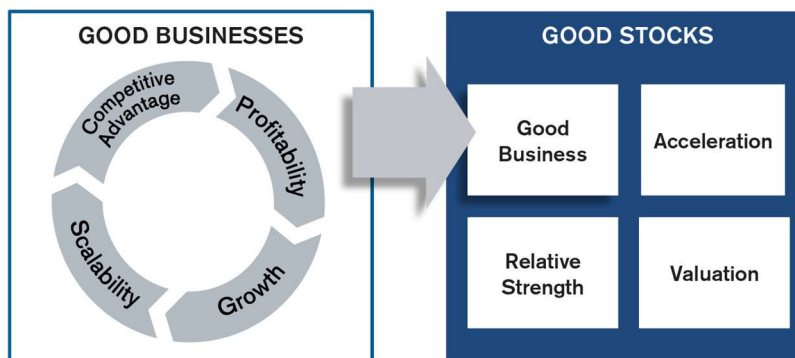 GOOD BUSINESSES
Competitive
Advantage
Profitability
Growth
Scalability
GOOD STOCKS
Good
Business
Acceleration
Relative
Strength
Valuation